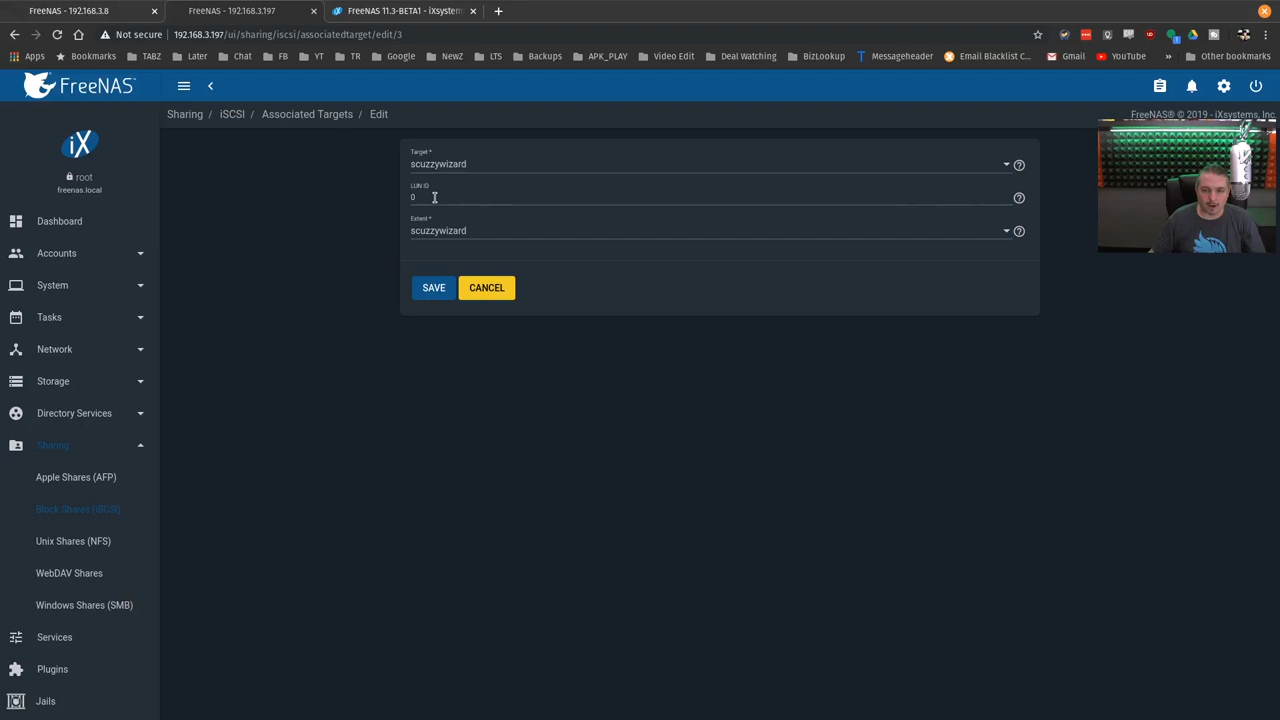 FreeNAS - 192.168.3.8
FreeNAS - 192.168.3.197
FreeNAS 11.3-BETA1 - iXsystems
Not secure
192.168.3.197/ui/sharing/iscsi/associatedtarget/edit/3
Apps
Bookmarks
TABZ
Later
Chat
FB
YT
TR
Google
NewZ
LTS
Backups
APK_PLAY
Video Edit
Deal Watching
BizLookup
Messageheader
Email Blacklist C...
Gmail
YouTube
Other bookmarks
FreeNAS
Sharing / iSCSI / Associated Targets / Edit
FreeNAS® © 2019 - iXsystems, Inc.
iX
root
freenas.local
Dashboard
Accounts
System
Tasks
Network
Storage
Directory Services
Sharing
Apple Shares (AFP)
Block Shares (iSCSI)
Unix Shares (NFS)
WebDAV Shares
Windows Shares (SMB)
Services
Plugins
Jails
Target *
scuzzywizard
LUN ID
0
Extent *
scuzzywizard
SAVE
CANCEL